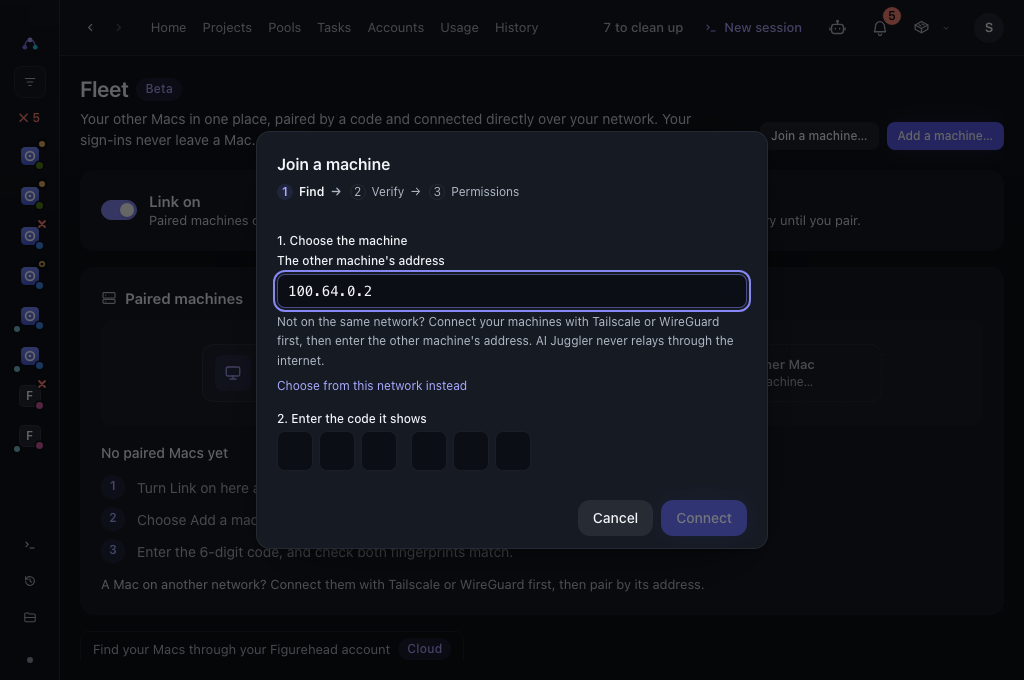 Home Projects Pools Tasks Accounts Usage History 7 to clean up >_ New session 5 S
5
F
F
Fleet Beta
Your other Macs in one place, paired by a code and connected directly over your network. Your
sign-ins never leave a Mac.
Join a machine... Add a machine...
Link on
Paired machines
ry until you pair.
Paired machines
her Mac
achine...
No paired Macs yet
1 Turn Link on here
2 Choose Add a mac
3 Enter the 6-digit code, and check both fingerprints match.
A Mac on another network? Connect them with Tailscale or WireGuard first, then pair by its address.
Find your Macs through your Figurehead account Cloud
Join a machine
1 Find → 2 Verify → 3 Permissions
1. Choose the machine
The other machine's address
100.64.0.2
Not on the same network? Connect your machines with Tailscale or WireGuard
first, then enter the other machine's address. AI Juggler never relays through the
internet.
Choose from this network instead
2. Enter the code it shows
Cancel Connect